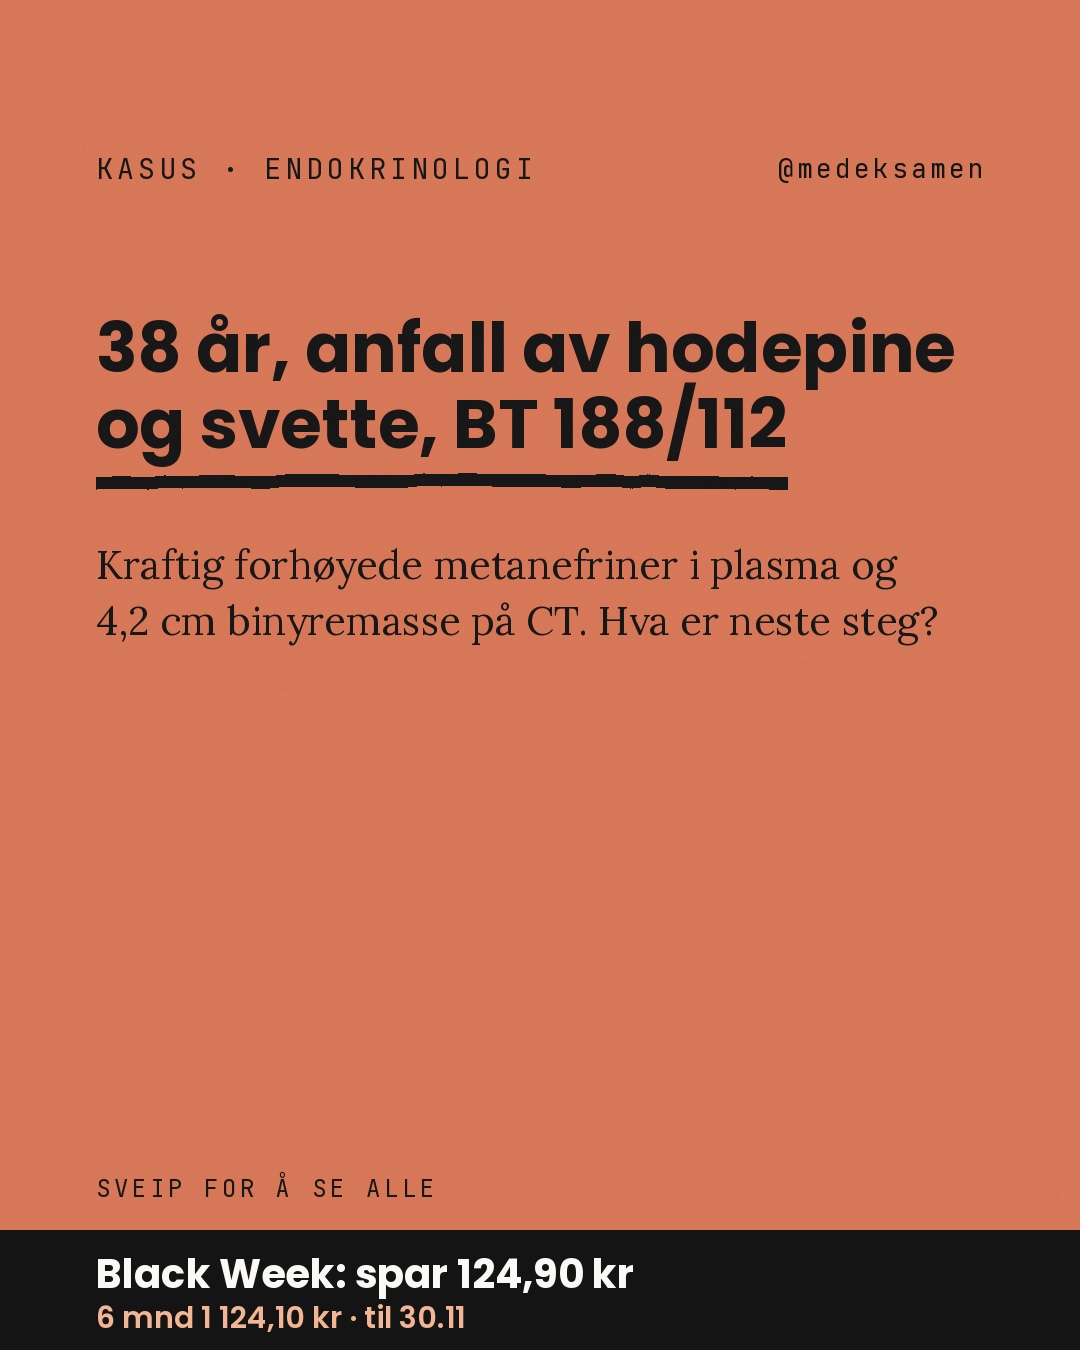 KASUS · ENDOKRINOLOGI
@medeksamen
38 år, anfall av hodepine
og svette, BT 188/112
Kraftig forhøyede metanefriner i plasma og
4,2 cm binyremasse på CT. Hva er neste steg?
SVEIP FOR Å SE ALLE
Black Week: spar 124,90 kr
6 mnd 1 124,10 kr · til 30.11